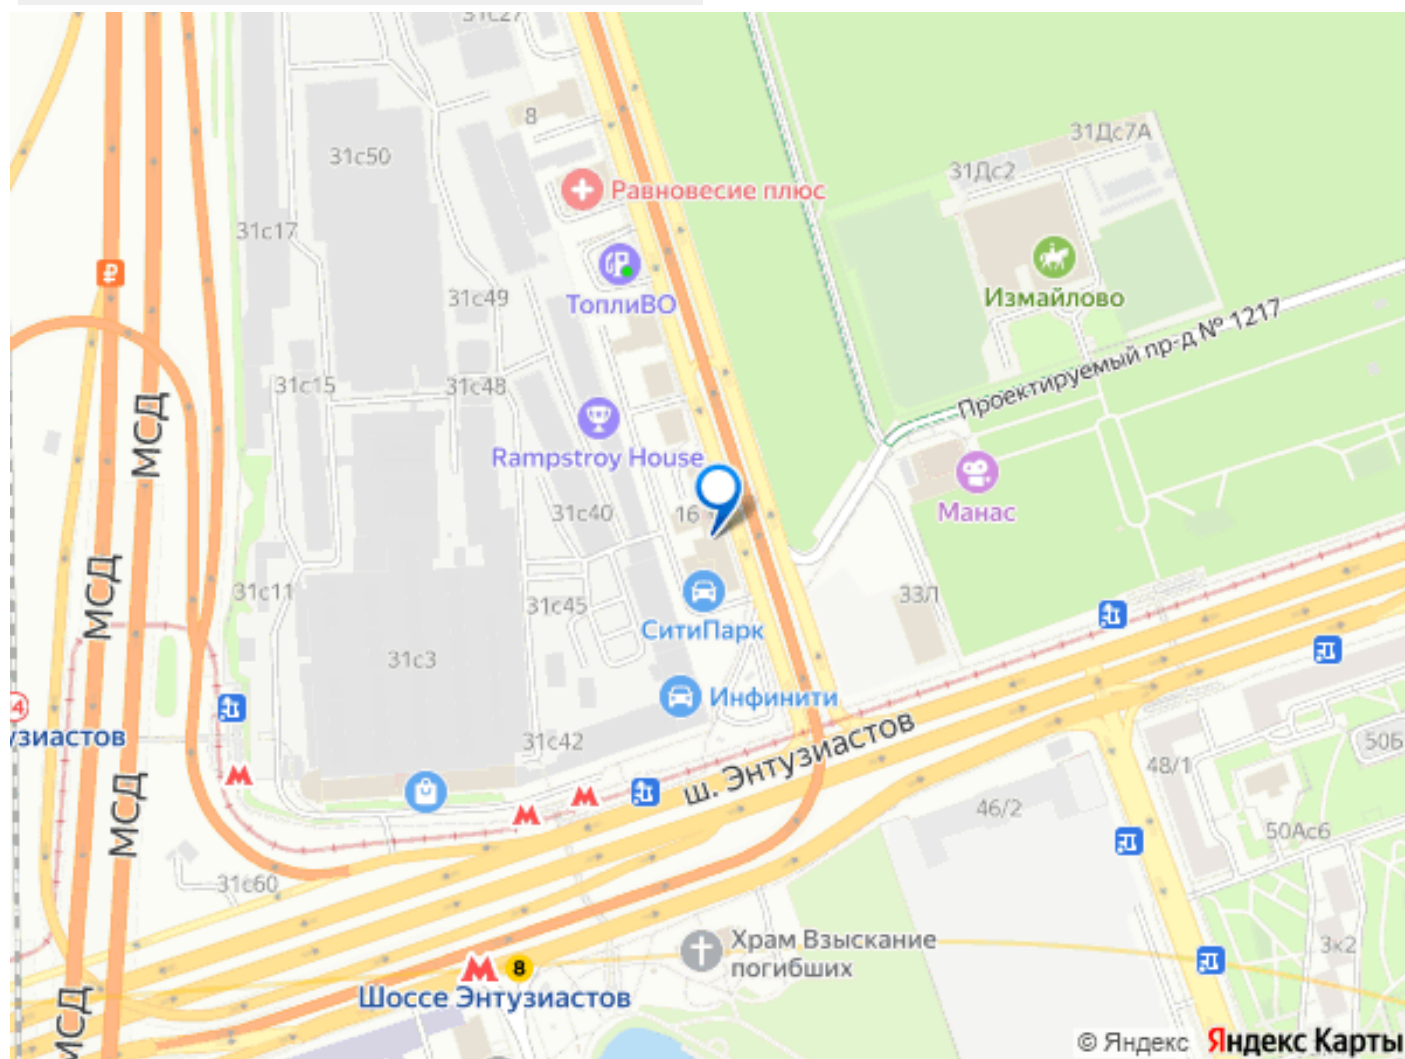 31с27
8
31с50
31Дс7А
31Дс2
Равновесие плюс
31с17
₽
ТоплиВО
31с49
Измайлово
Проектируемый пр-д № 1217
31с15
31с48
МСД
Rampstroy House
16
31с40
Манас
МСД
31с11
31с45
33Л
СитиПарк
31с3
Инфинити
4
узиастов
31с42
ш. Энтузиастов
50Б
48/1
МСД
46/2
50Ас6
31с60
Храм Взыскание
погибших
3к2
8
Шоссе Энтузиастов
МСД
© Яндекс Яндекс Карты